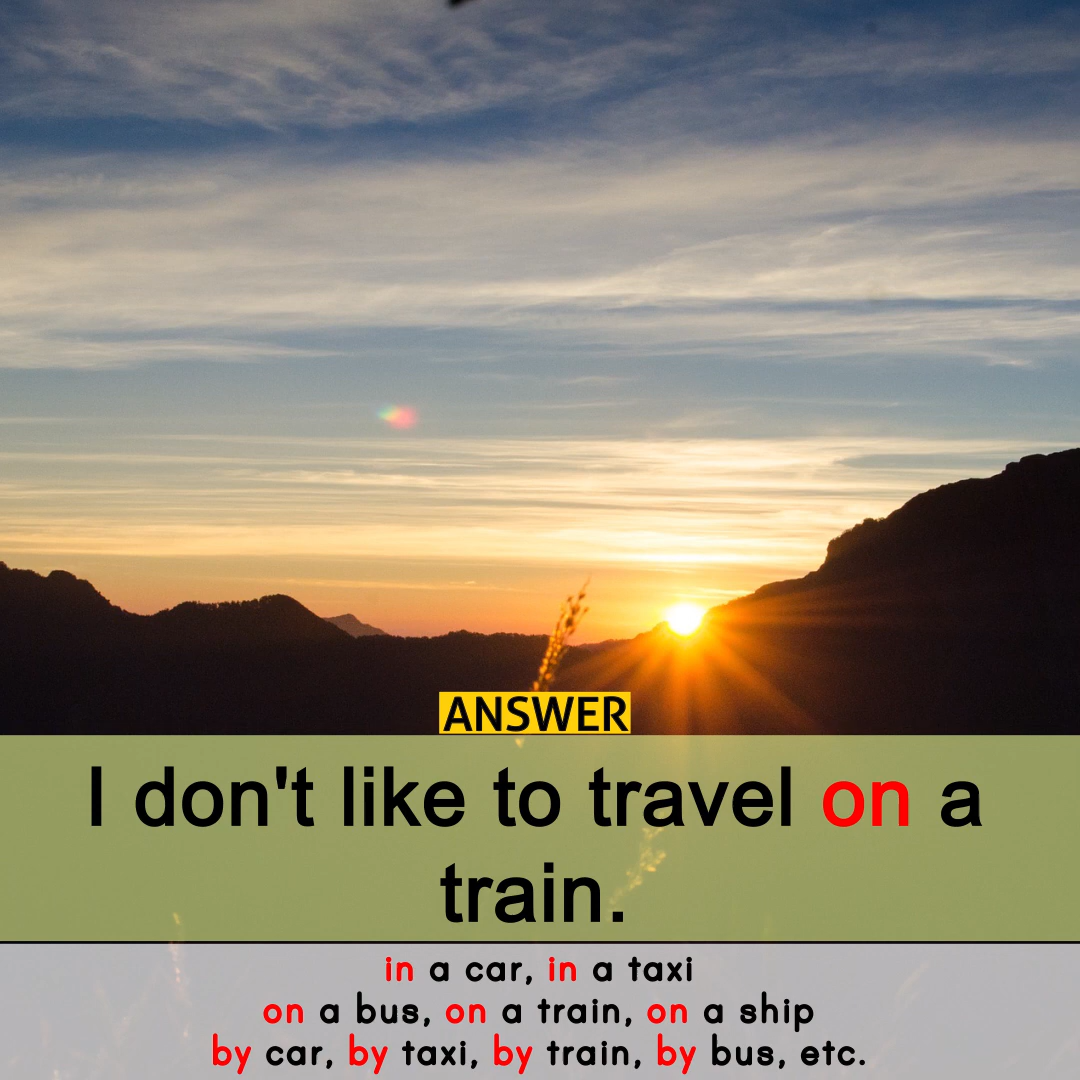 ANSWER
I don't like to travel on a
train.
in a car, in a taxi
on a bus, on a train, on a ship
by car, by taxi, by train, by bus, etc.